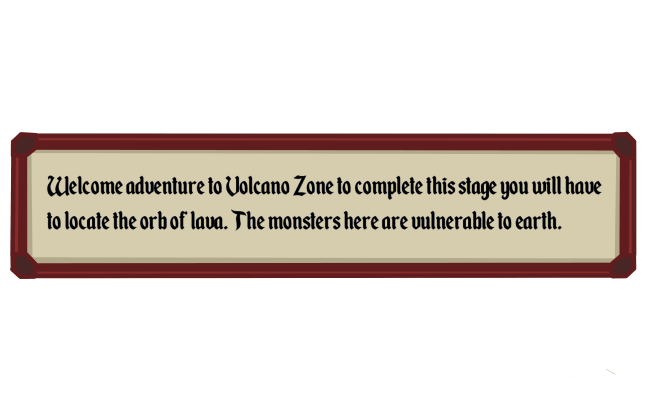 Welcome adventure to Volcano Zone to complete this stage you will have
to locate the orb of lava. The monsters here are vulnerable to earth.